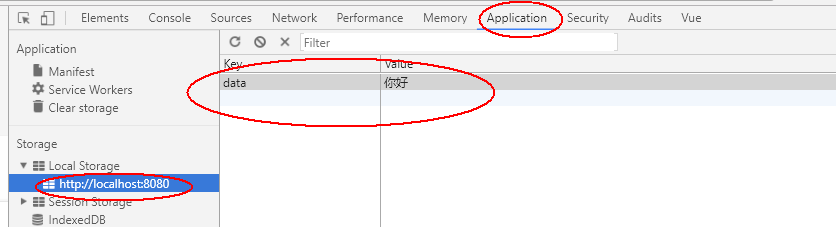 Elements Console Sources Network Performance Memory Application Security Audits Vue
Application
Manifest
Service Workers
Clear storage
Storage
Local Storage
http://localhost:8080
Session Storage
IndexedDB
Filter
Key Value
data 你好